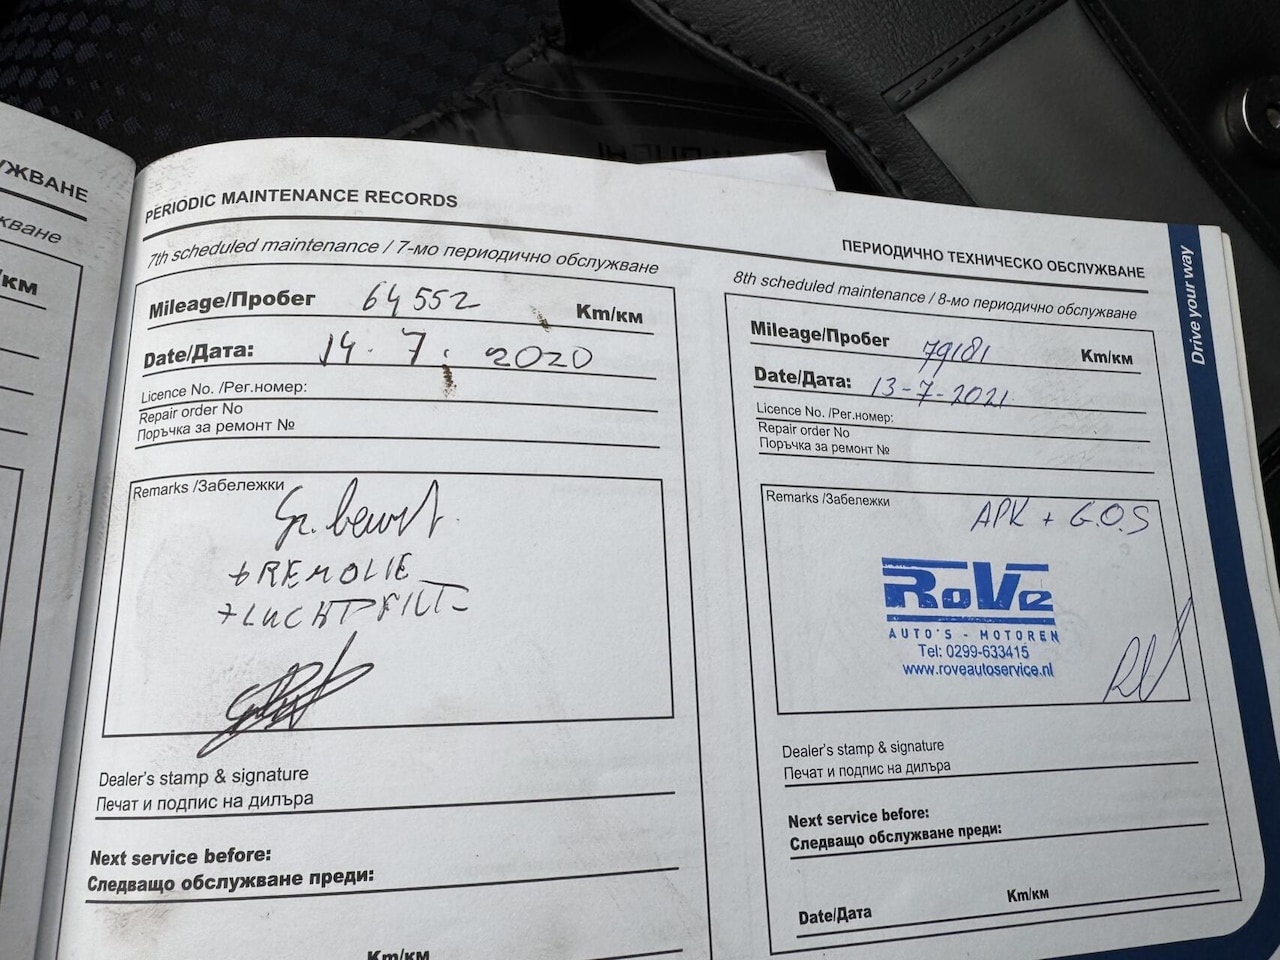 УЖВАНЕ
жване
км
PERIODIC MAINTENANCE RECORDS
7th scheduled maintenance / 7-мо периодично обслужване
Mileage/Пробег 64552 Km/км
Date/Дата: 14.7.2020
Licence No. /Рег.номер:
Repair order No
Поръчка за ремонт №
Remarks /Забележки
Gr. beurt.
+ REMOLIE
+ LUCHTFILT
Dealer's stamp & signature
Печат и подпис на дилъра
Next service before:
Следващо обслужване преди:
Km/км
ПЕРИОДИЧНО ТЕХНИЧЕСКО ОБСЛУЖВАНЕ
8th scheduled maintenance / 8-мо периодично обслужване
Mileage/Пробег 79181 Km/км
Date/Дата: 13-7-2021
Licence No. /Рег.номер:
Repair order No
Поръчка за ремонт №
Remarks /Забележки
APK + G.O.S
RoVe
AUTO'S - MOTOREN
Tel: 0299-633415
www.roveautoservice.nl
Dealer's stamp & signature
Печат и подпис на дилъра
Next service before:
Следващо обслужване преди:
Km/км
Date/Дата
Drive your way